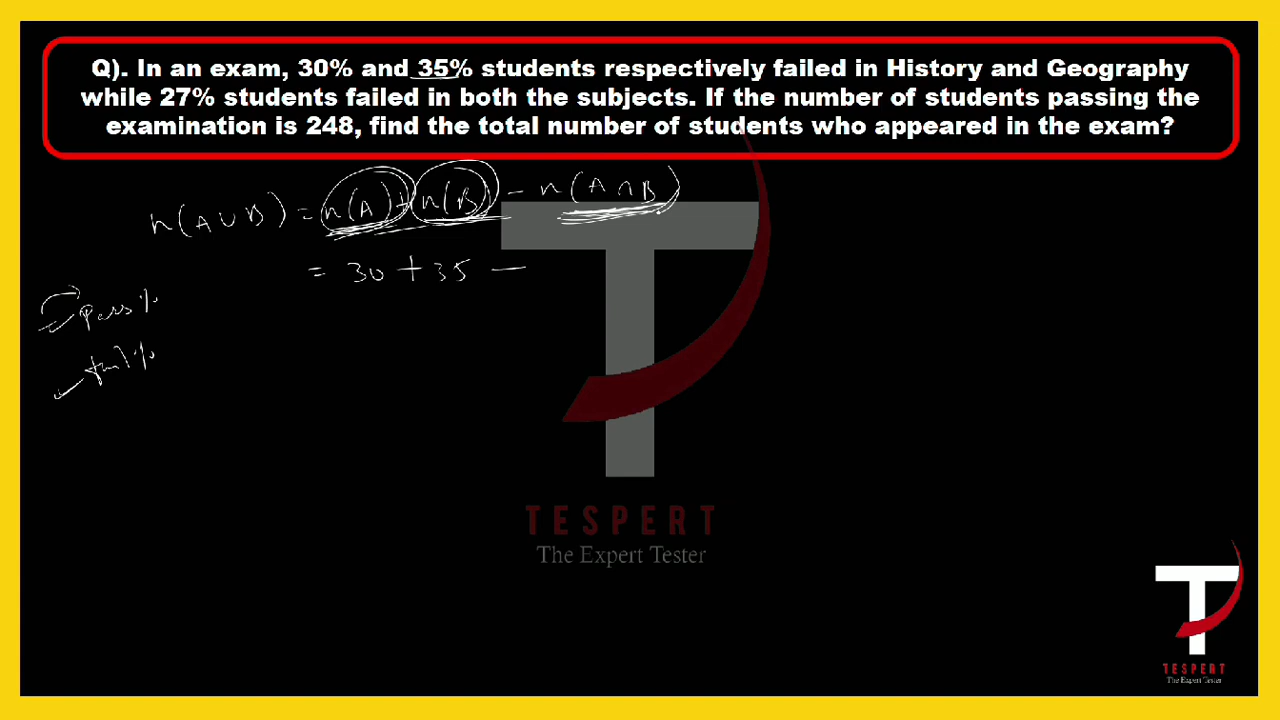 Q). In an exam, 30% and 35% students respectively failed in History and Geography
while 27% students failed in both the subjects. If the number of students passing the
examination is 248, find the total number of students who appeared in the exam?
n(A∪B) = n(A) + n(B) - n(A∩B)
= 30 + 35 -
pass %
fail %
TESPERT
The Expert Tester
TESPERT
The Expert Tester